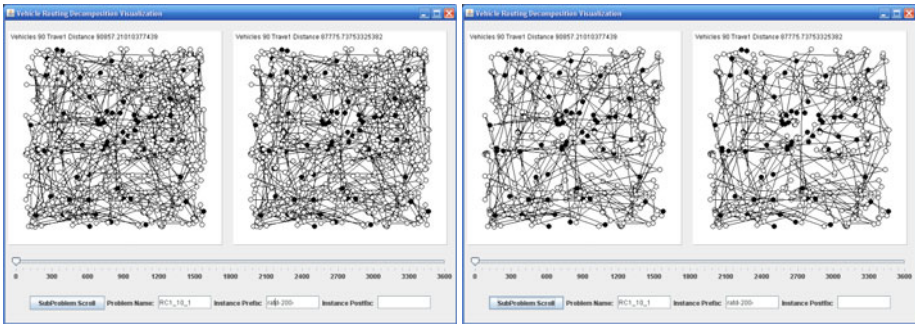 Vehicle Routing Decomposition Visualization
Vehicles 90 Travel Distance 90857.21010377439
Vehicles 90 Travel Distance 87775.73753325382
0 300 600 900 1200 1500 1800 2100 2400 2700 3000 3300 3600
SubProblem Scroll Problem Name: RC1_10_1 Instance Prefix: Instance Postfix:
Vehicle Routing Decomposition Visualization
Vehicles 90 Travel Distance 90857.21010377439
Vehicles 90 Travel Distance 87775.73753325382
0 300 600 900 1200 1500 1800 2100 2400 2700 3000 3300 3600
SubProblem Scroll Problem Name: RC1_10_1 Instance Prefix: Instance Postfix: